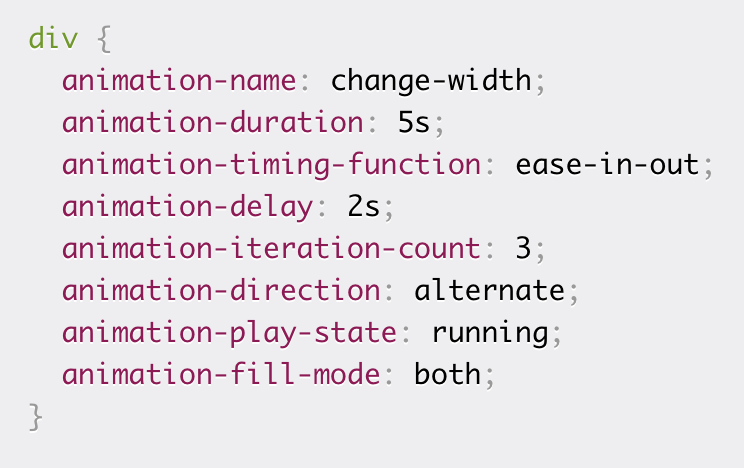 div {
  animation-name: change-width;
  animation-duration: 5s;
  animation-timing-function: ease-in-out;
  animation-delay: 2s;
  animation-iteration-count: 3;
  animation-direction: alternate;
  animation-play-state: running;
  animation-fill-mode: both;
}